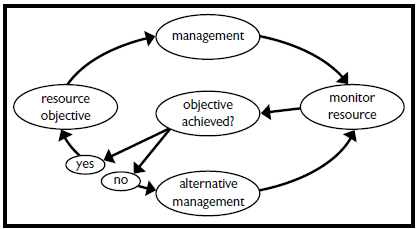 management
resource
objective
objective
achieved?
monitor
resource
yes
no
alternative
management